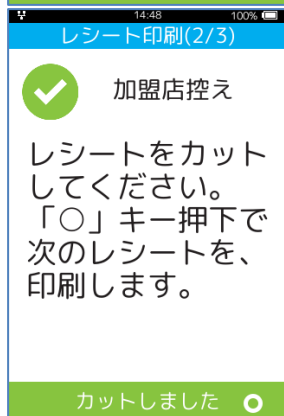 14:48 100%
レシート印刷(2/3)
加盟店控え
レシートをカット
してください。
「○」キー押下で
次のレシートを、
印刷します。
カットしました ○